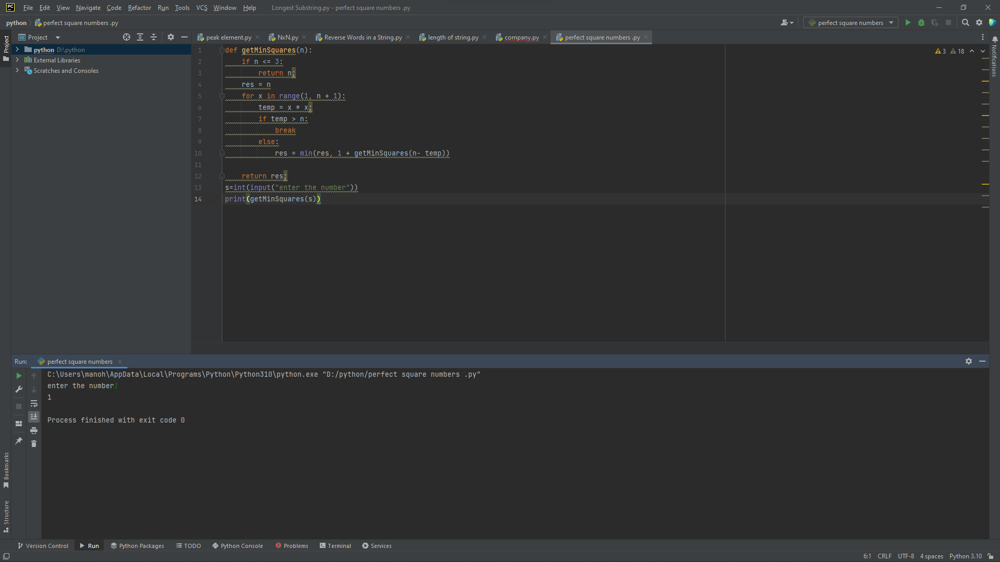 PC File Edit View Navigate Code Refactor Run Tools VCS Window Help Longest Substring.py - perfect square numbers .py
python perfect square numbers .py
perfect square numbers
Project
Project
peak element.py NxN.py Reverse Words in a String.py length of string.py company.py perfect square numbers .py
Notifications
python D:\python
External Libraries
Scratches and Consoles
3 18
1 def getMinSquares(n):
2 if n <= 3:
3 return n;
4 res = n
5 for x in range(1, n + 1):
6 temp = x * x;
7 if temp > n:
8 break
9 else:
10 res = min(res, 1 + getMinSquares(n- temp))
11
12 return res;
13 s=int(input("enter the number"))
14 print(getMinSquares(s))
Run: perfect square numbers
C:\Users\manoh\AppData\Local\Programs\Python\Python310\python.exe "D:/python/perfect square numbers .py"
enter the number1
1
Process finished with exit code 0
Bookmarks
Structure
Version Control Run Python Packages TODO Python Console Problems Terminal Services
6:1 CRLF UTF-8 4 spaces Python 3.10